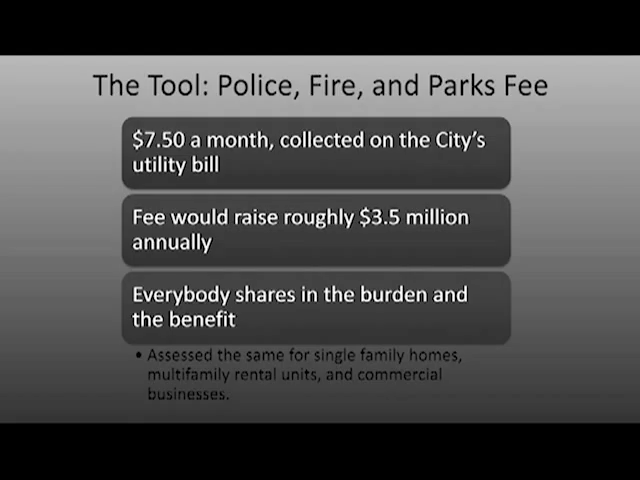 The Tool: Police, Fire, and Parks Fee
$7.50 a month, collected on the City's
utility bill
Fee would raise roughly $3.5 million
annually
Everybody shares in the burden and
the benefit
• Assessed the same for single family homes,
multifamily rental units, and commercial
businesses.